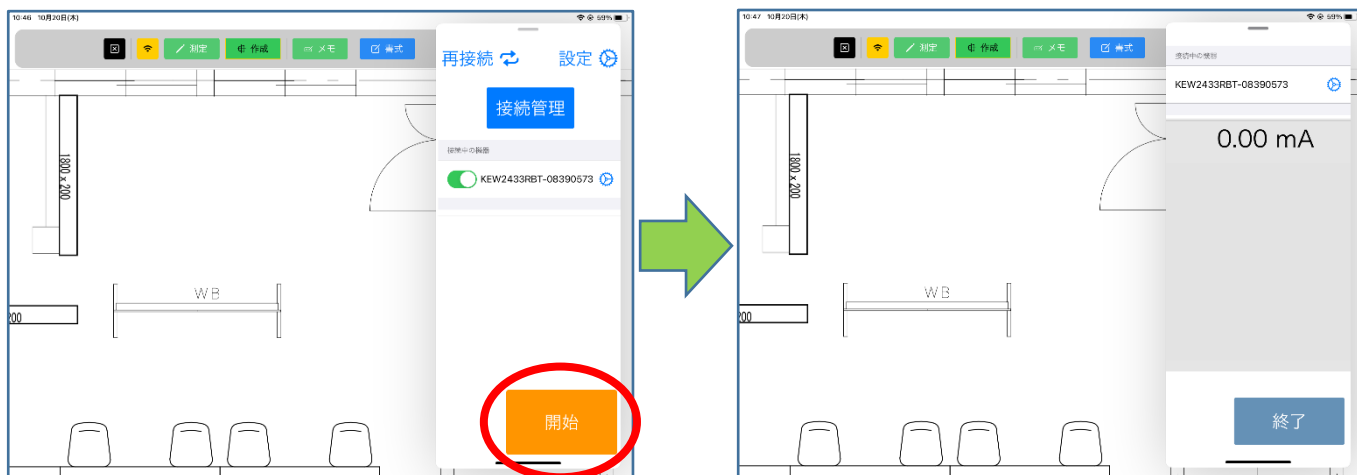 10:46 10月20日(木)
59%
測定
作成
メモ
書式
再接続
設定
接続管理
接続中の機器
KEW2433RBT-08390573
1800 x 200
WB
200
開始
10:47 10月20日(木)
59%
測定
作成
メモ
書式
接続中の機器
KEW2433RBT-08390573
0.00 mA
1800 x 200
WB
200
終了